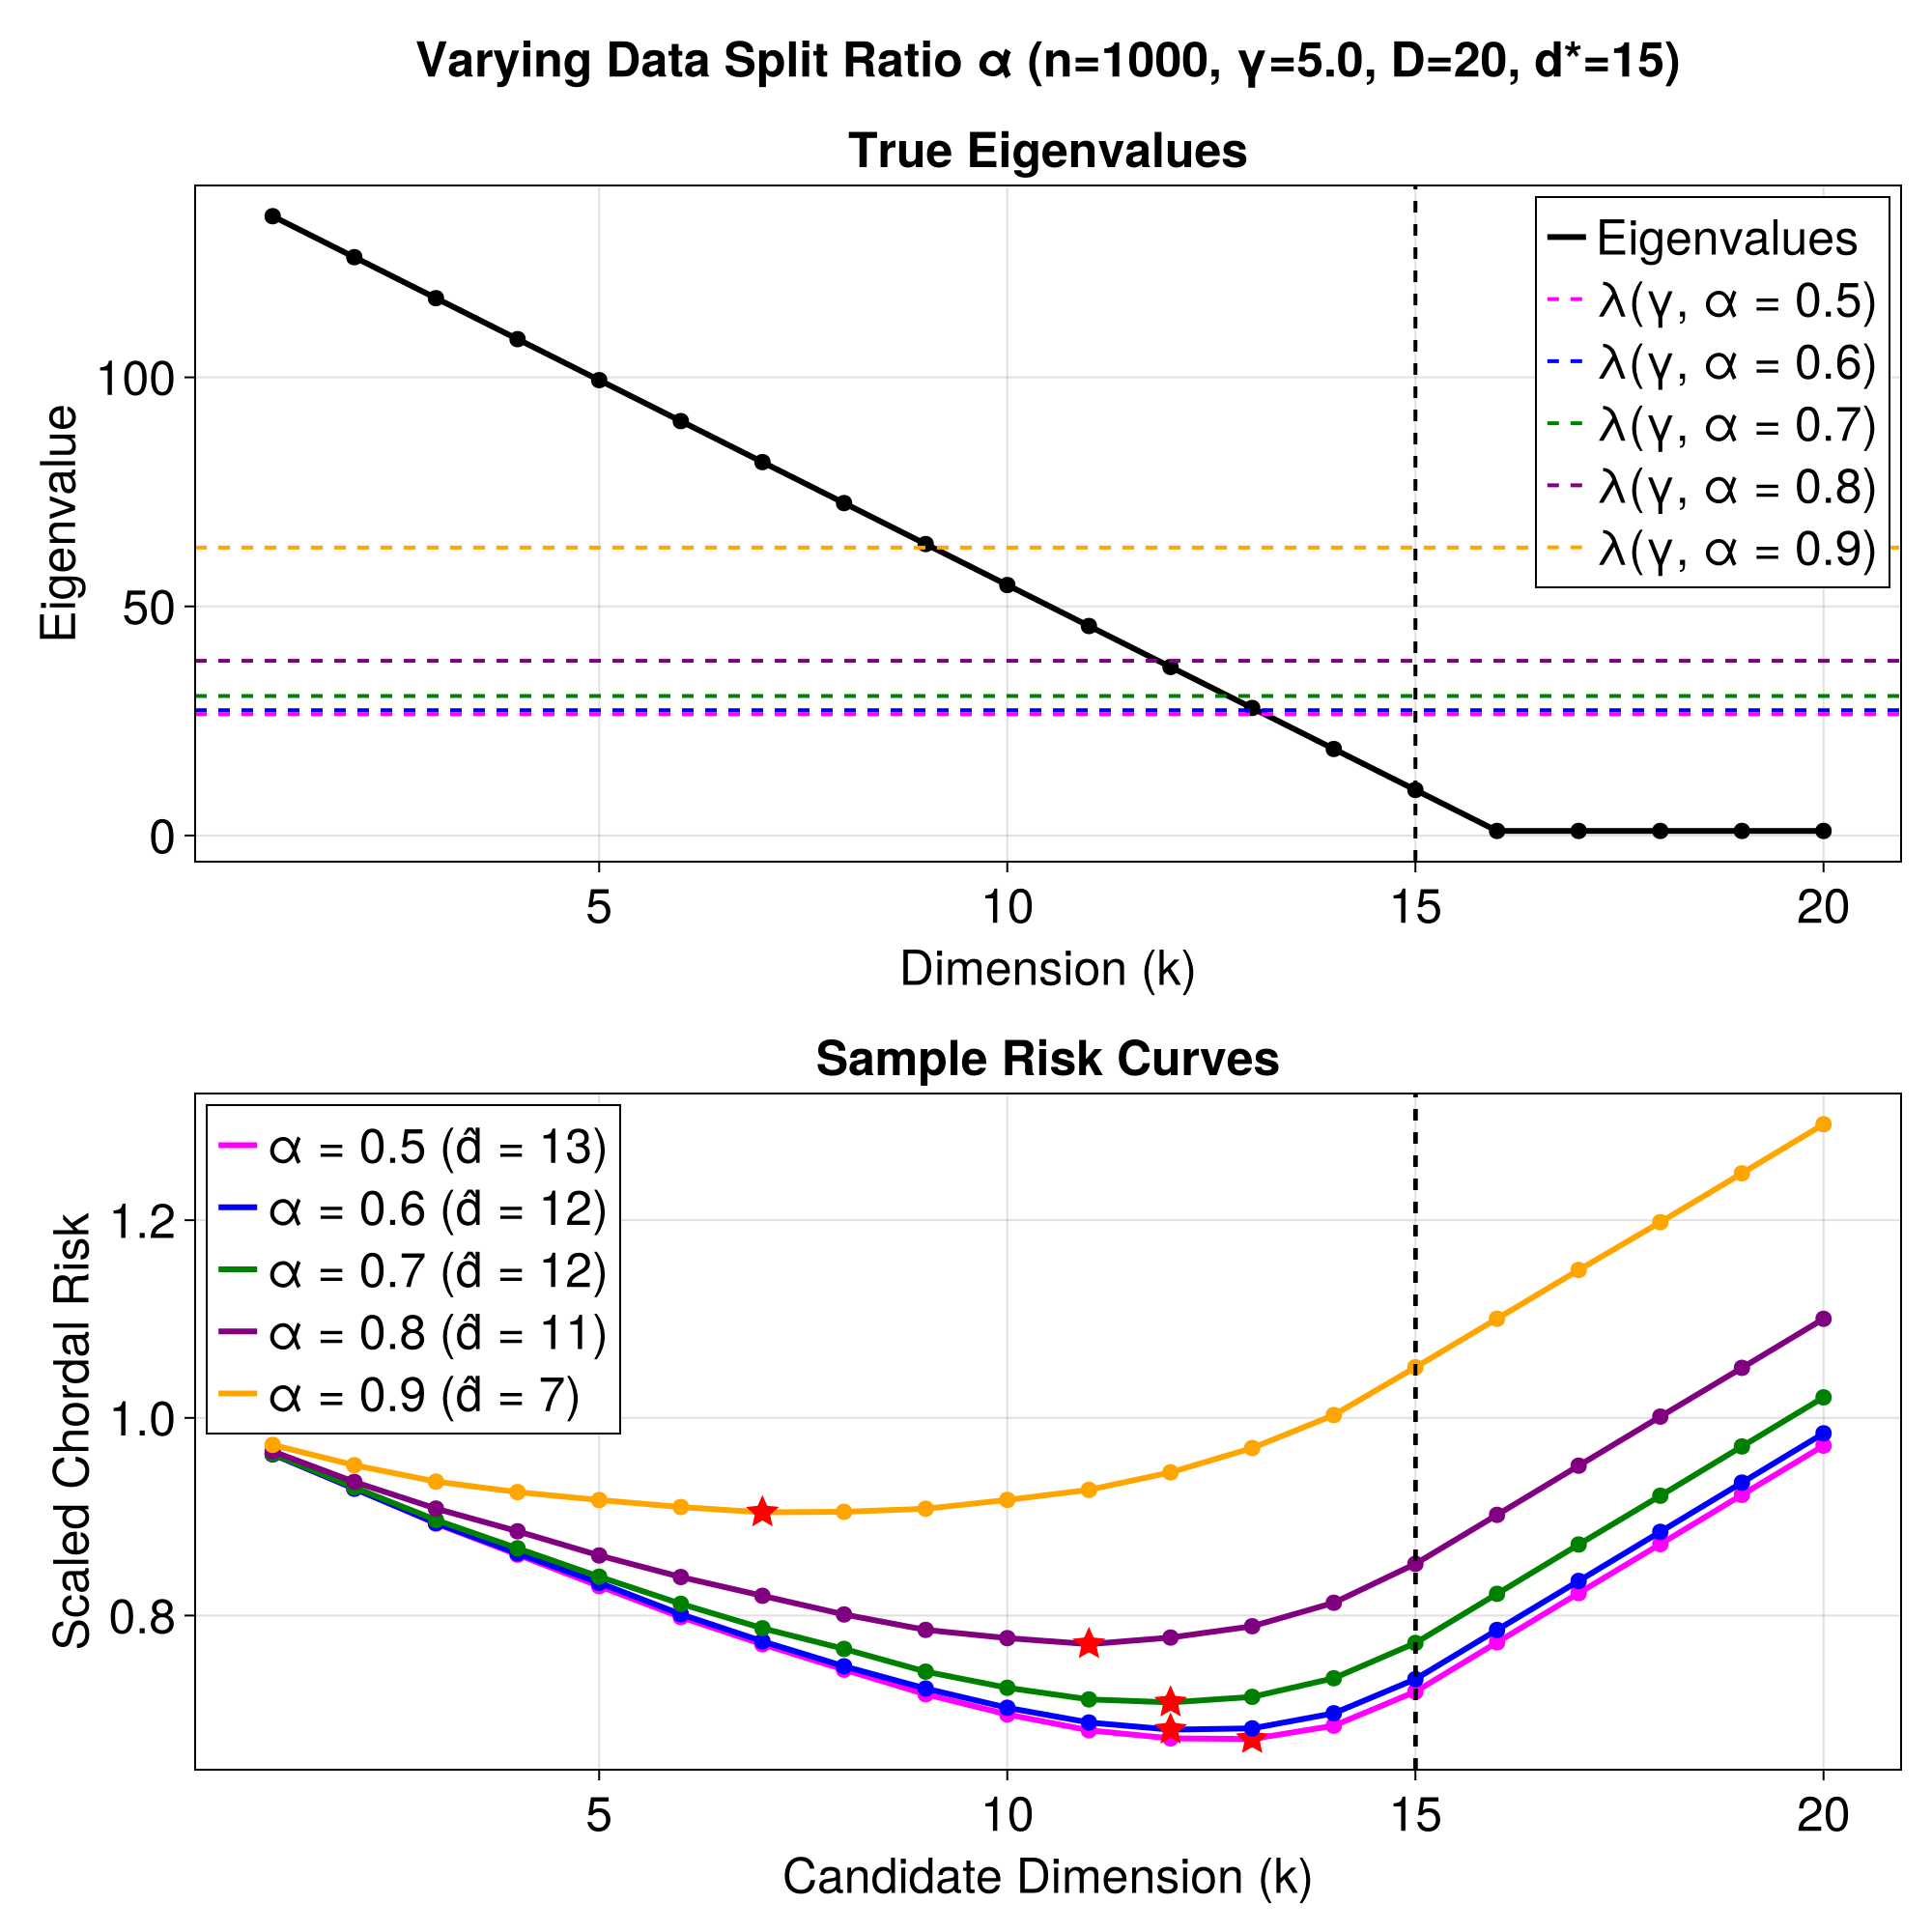 Varying Data Split Ratio α (n=1000, γ=5.0, D=20, d*=15)
True Eigenvalues
Eigenvalue
100
50
0
Eigenvalues
λ(γ, α = 0.5)
λ(γ, α = 0.6)
λ(γ, α = 0.7)
λ(γ, α = 0.8)
λ(γ, α = 0.9)
5 10 15 20
Dimension (k)
Sample Risk Curves
Scaled Chordal Risk
1.2
1.0
0.8
α = 0.5 (d̂ = 13)
α = 0.6 (d̂ = 12)
α = 0.7 (d̂ = 12)
α = 0.8 (d̂ = 11)
α = 0.9 (d̂ = 7)
5 10 15 20
Candidate Dimension (k)